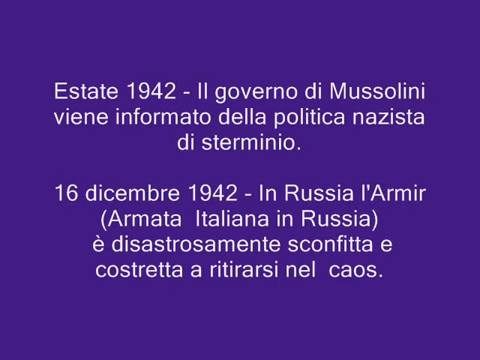 Estate 1942 - Il governo di Mussolini
viene informato della politica nazista
di sterminio.
16 dicembre 1942 - In Russia l'Armir
(Armata  Italiana in Russia)
è disastrosamente sconfitta e
costretta a ritirarsi nel  caos.